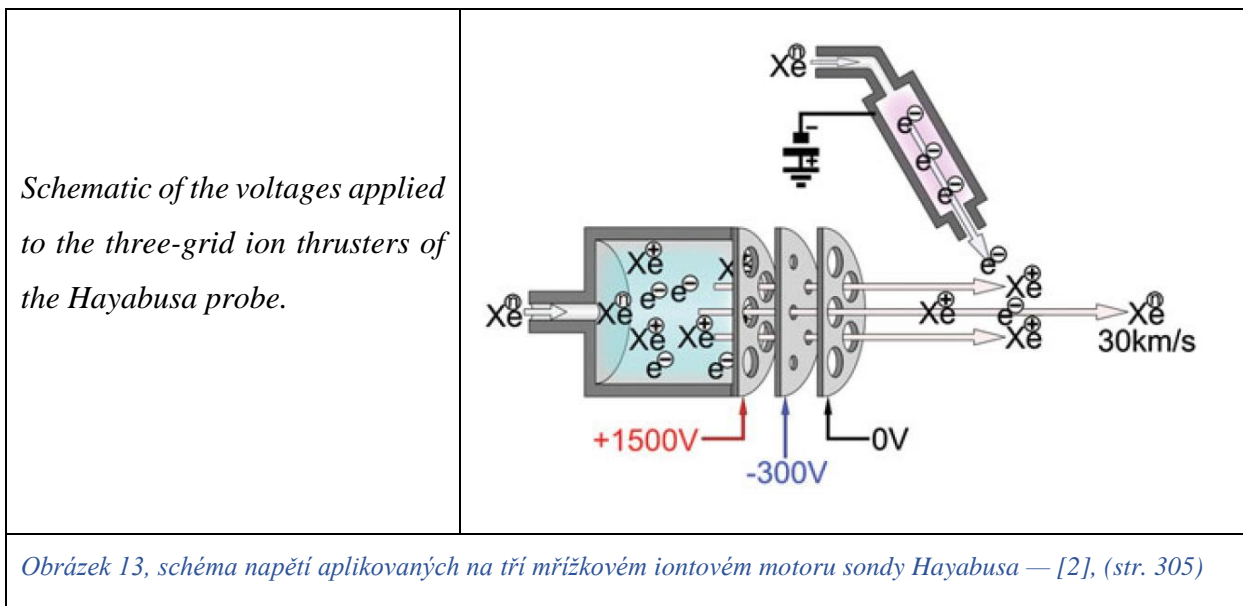 Schematic of the voltages applied
to the three-grid ion thrusters of
the Hayabusa probe.
Xe n
e −
e −
e −
e −
− +
Xe n
Xe n
Xe +
e − e −
Xe + Xe +
e − e −
X
Xe +
Xe + e − Xe n
Xe +
30km/s
+1500V
-300V
0V
Obrázek 13, schéma napětí aplikovaných na tří mřížkovém iontovém motoru sondy Hayabusa — [2], (str. 305)